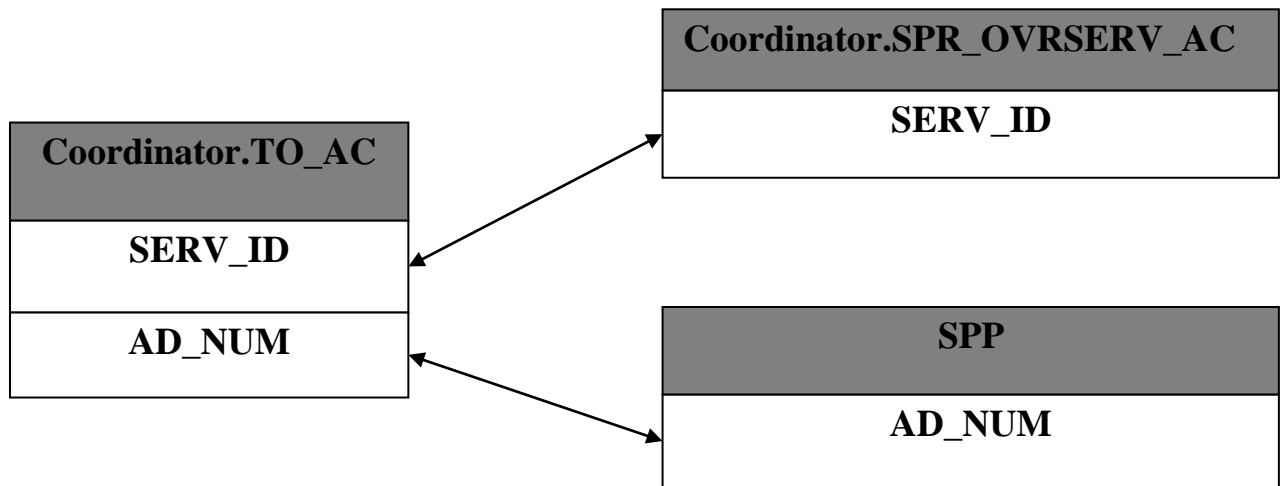 Coordinator.TO_AC
SERV_ID
AD_NUM
Coordinator.SPR_OVRSERV_AC
SERV_ID
SPP
AD_NUM